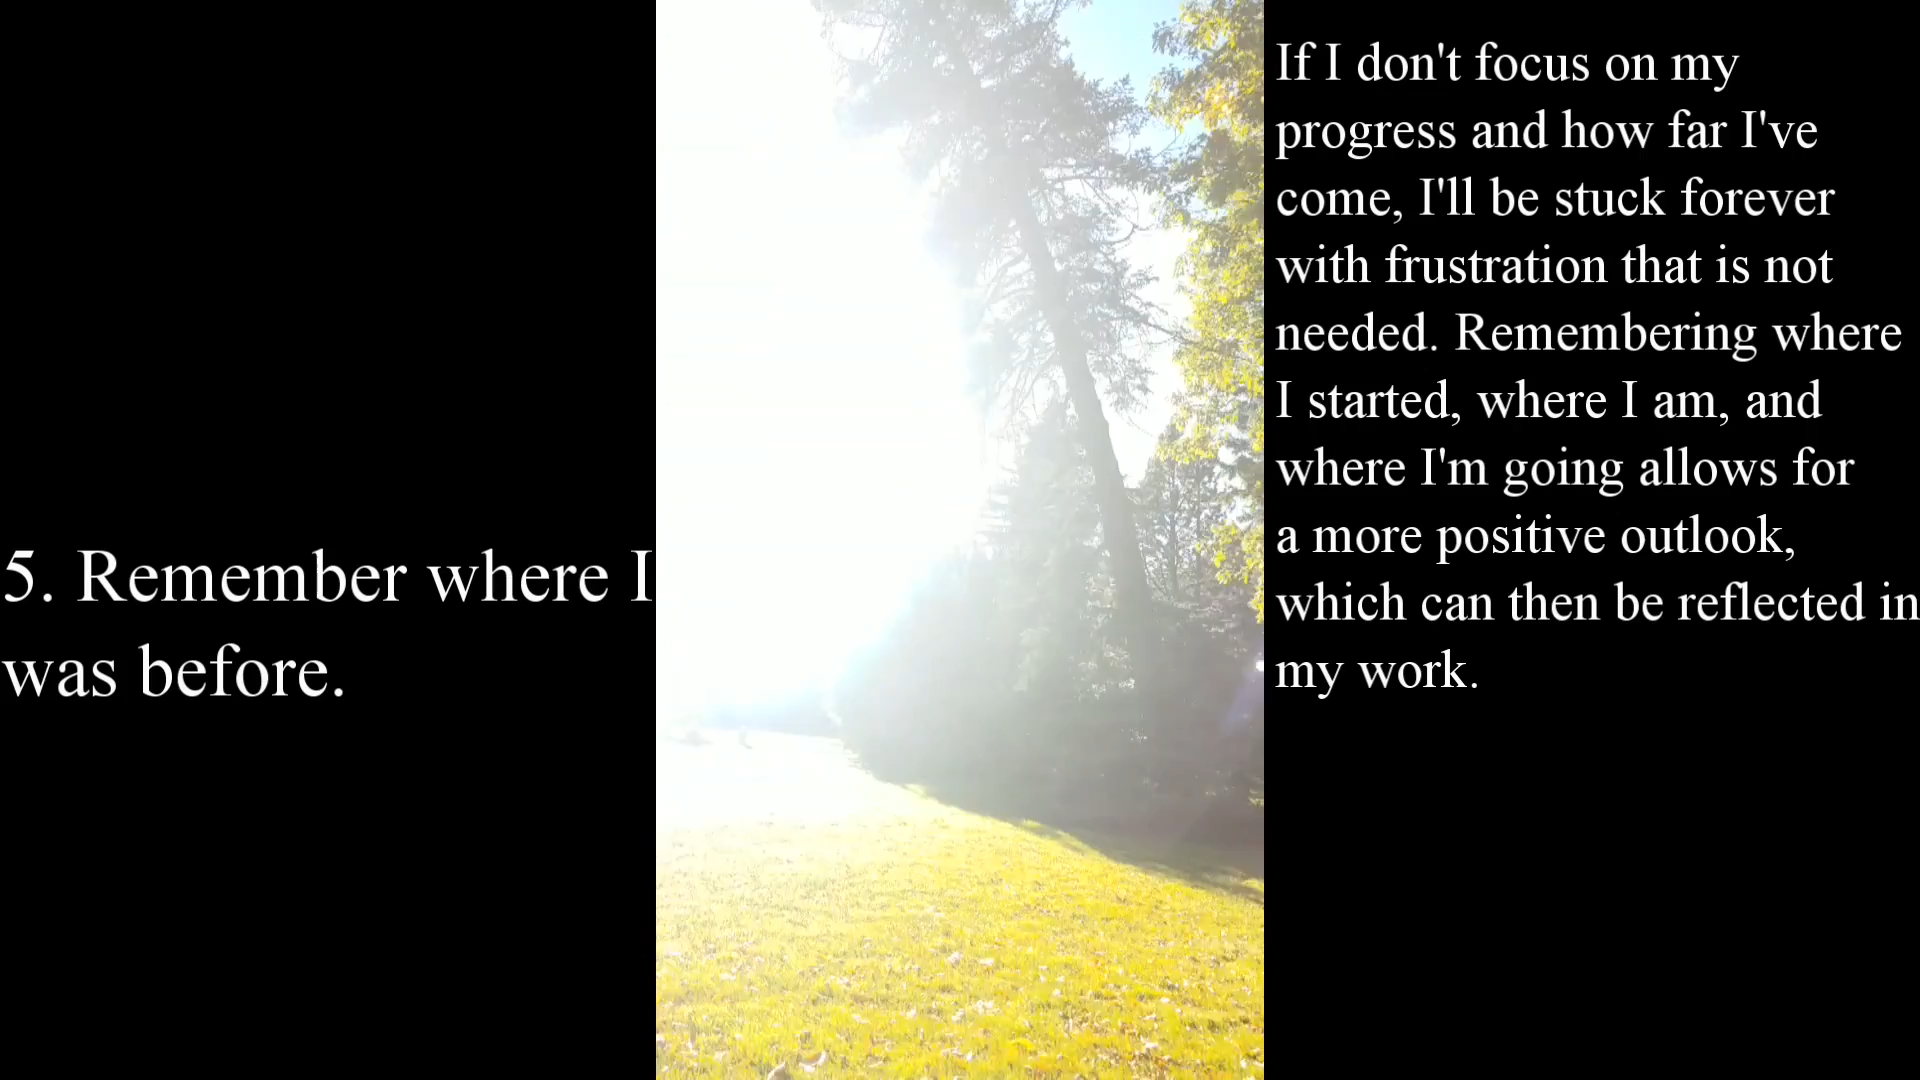 5. Remember where I
was before.
If I don't focus on my
progress and how far I've
come, I'll be stuck forever
with frustration that is not
needed. Remembering where
I started, where I am, and
where I'm going allows for
a more positive outlook,
which can then be reflected in
my work.